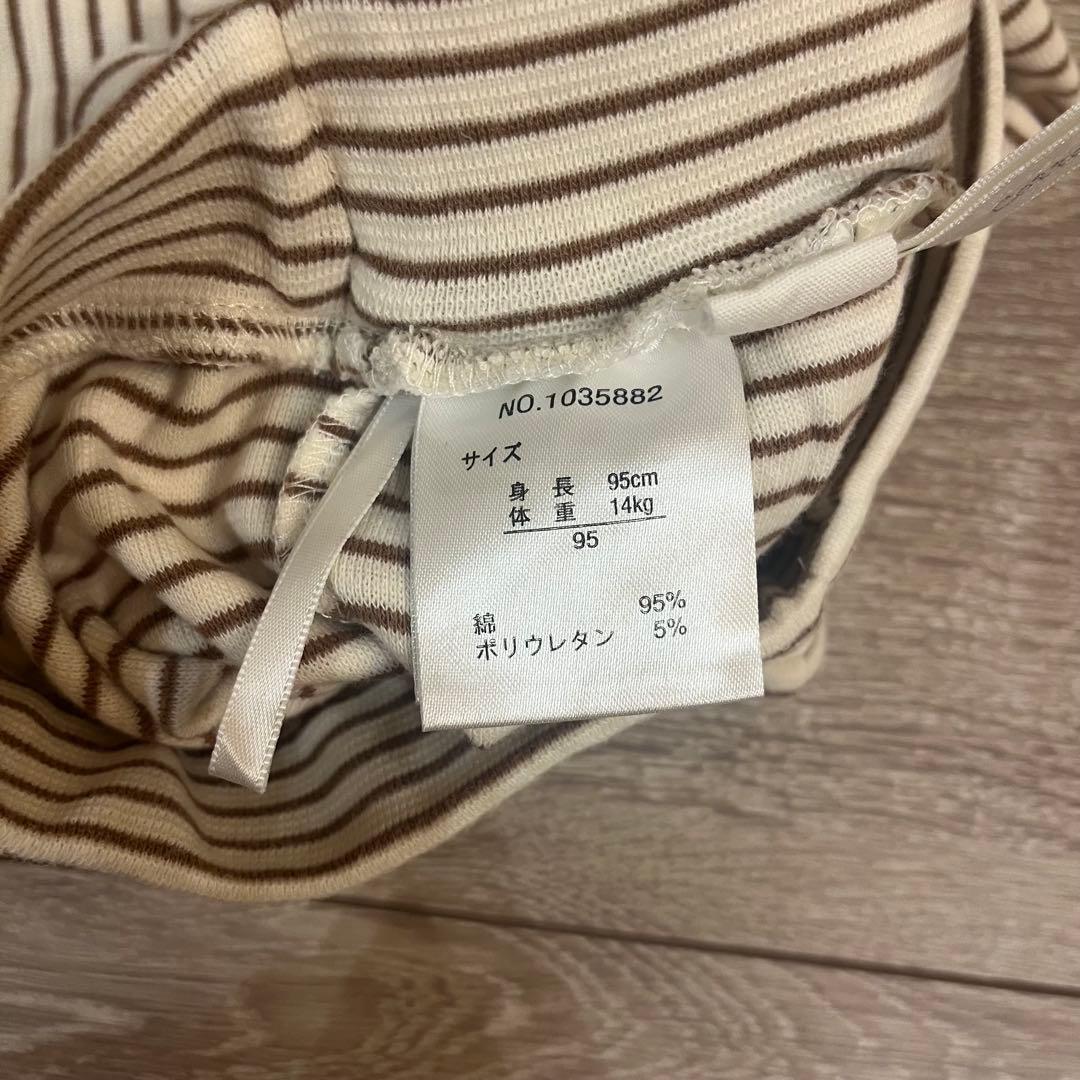 NO.1035882
サイズ
身 長 95cm
体 重 14kg
95
綿 95%
ポリウレタン 5%